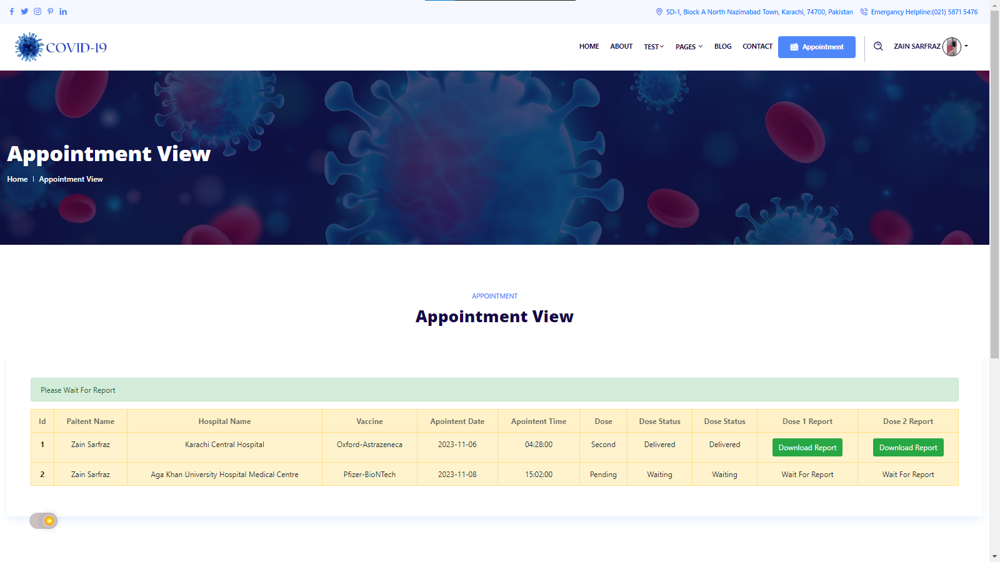 SD-1, Block A North Nazimabad Town, Karachi, 74700, Pakistan Emergancy Helpline:(021) 5871 5476
COVID-19
HOME ABOUT TEST PAGES BLOG CONTACT Appointment ZAIN SARFRAZ
Appointment View
Home | Appointment View
APPOINTMENT
Appointment View
Please Wait For Report
Id Paitent Name Hospital Name Vaccine Apointent Date Apointent Time Dose Dose Status Dose Status Dose 1 Report Dose 2 Report
1 Zain Sarfraz Karachi Central Hospital Oxford-Astrazeneca 2023-11-06 04:28:00 Second Delivered Delivered Download Report Download Report
2 Zain Sarfraz Aga Khan University Hospital Medical Centre Pfizer-BioNTech 2023-11-08 15:02:00 Pending Waiting Waiting Wait For Report Wait For Report